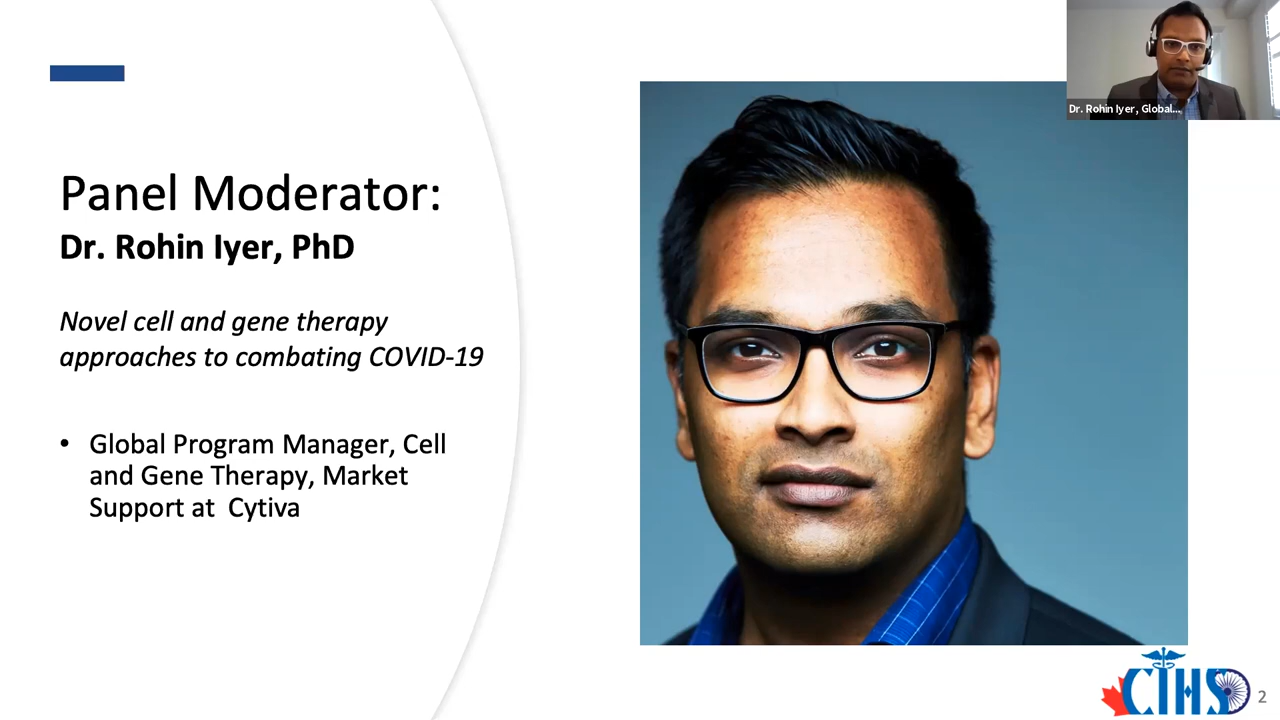 Panel Moderator:
Dr. Rohin Iyer, PhD
Novel cell and gene therapy
approaches to combating COVID-19
• Global Program Manager, Cell
and Gene Therapy, Market
Support at Cytiva
Dr. Rohin Iyer, Global...
CIHS
2